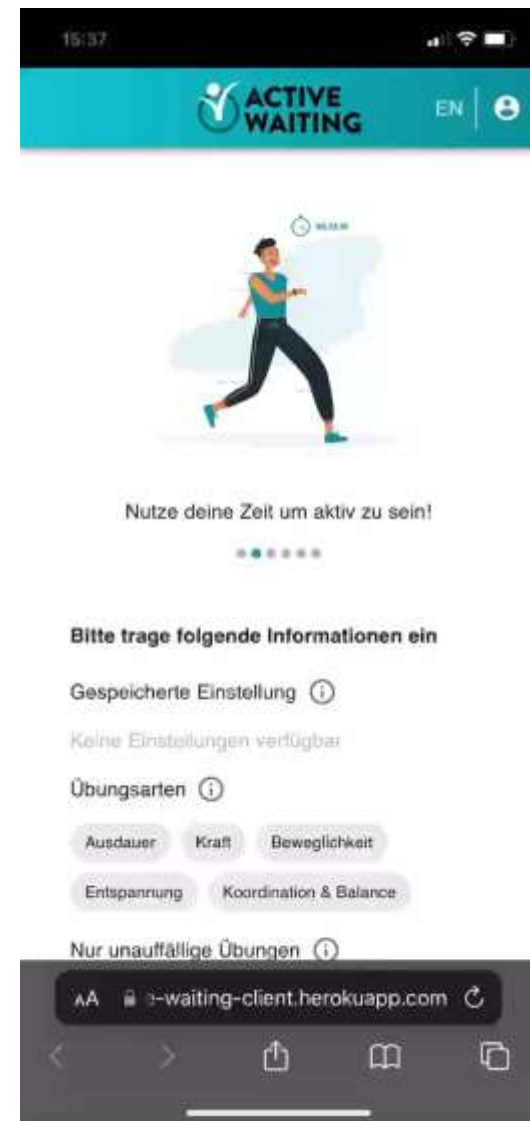 15:37
ACTIVE
WAITING
EN
Nutze deine Zeit um aktiv zu sein!
Bitte trage folgende Informationen ein
Gespeicherte Einstellung
Keine Einstellungen verfügbar
Übungsarten
Ausdauer Kraft Beweglichkeit
Entspannung Koordination & Balance
Nur unauffällige Übungen
AA e-waiting-client.herokuapp.com